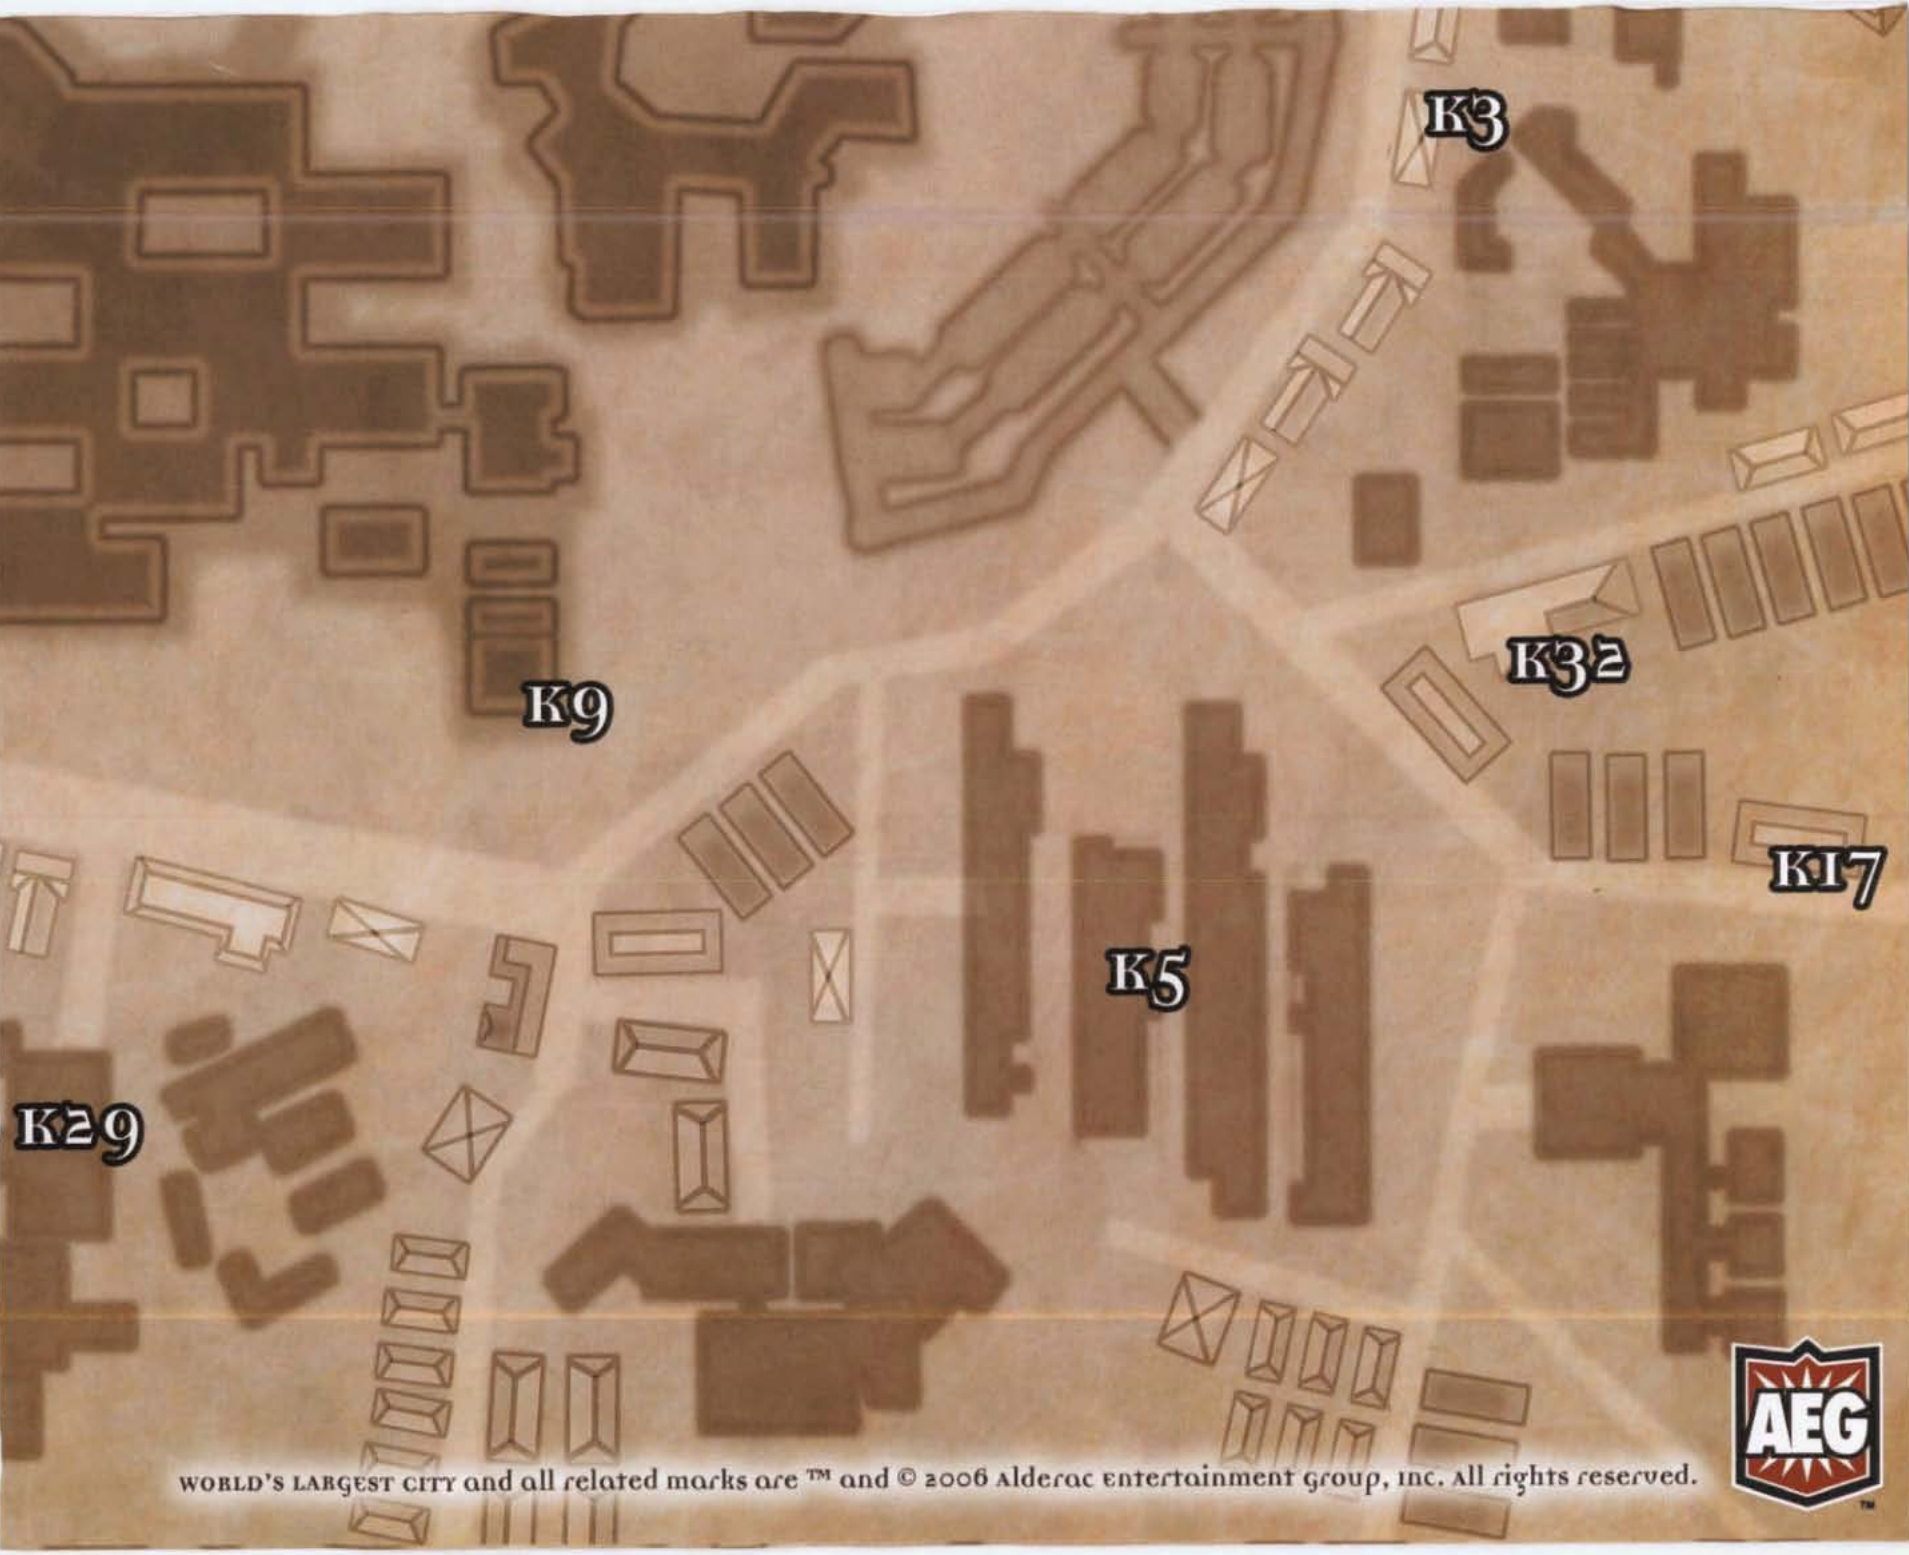 K3
K32
K9
K17
K5
K29
AEG
WORLD'S LARGEST CITY and all related marks are ™ and © 2006 Alderac Entertainment Group, Inc. All rights reserved.
TM